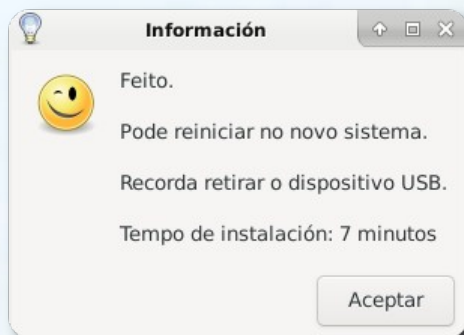 Información
Feito.
Pode reiniciar no novo sistema.
Recorda retirar o dispositivo USB.
Tempo de instalación: 7 minutos
Aceptar